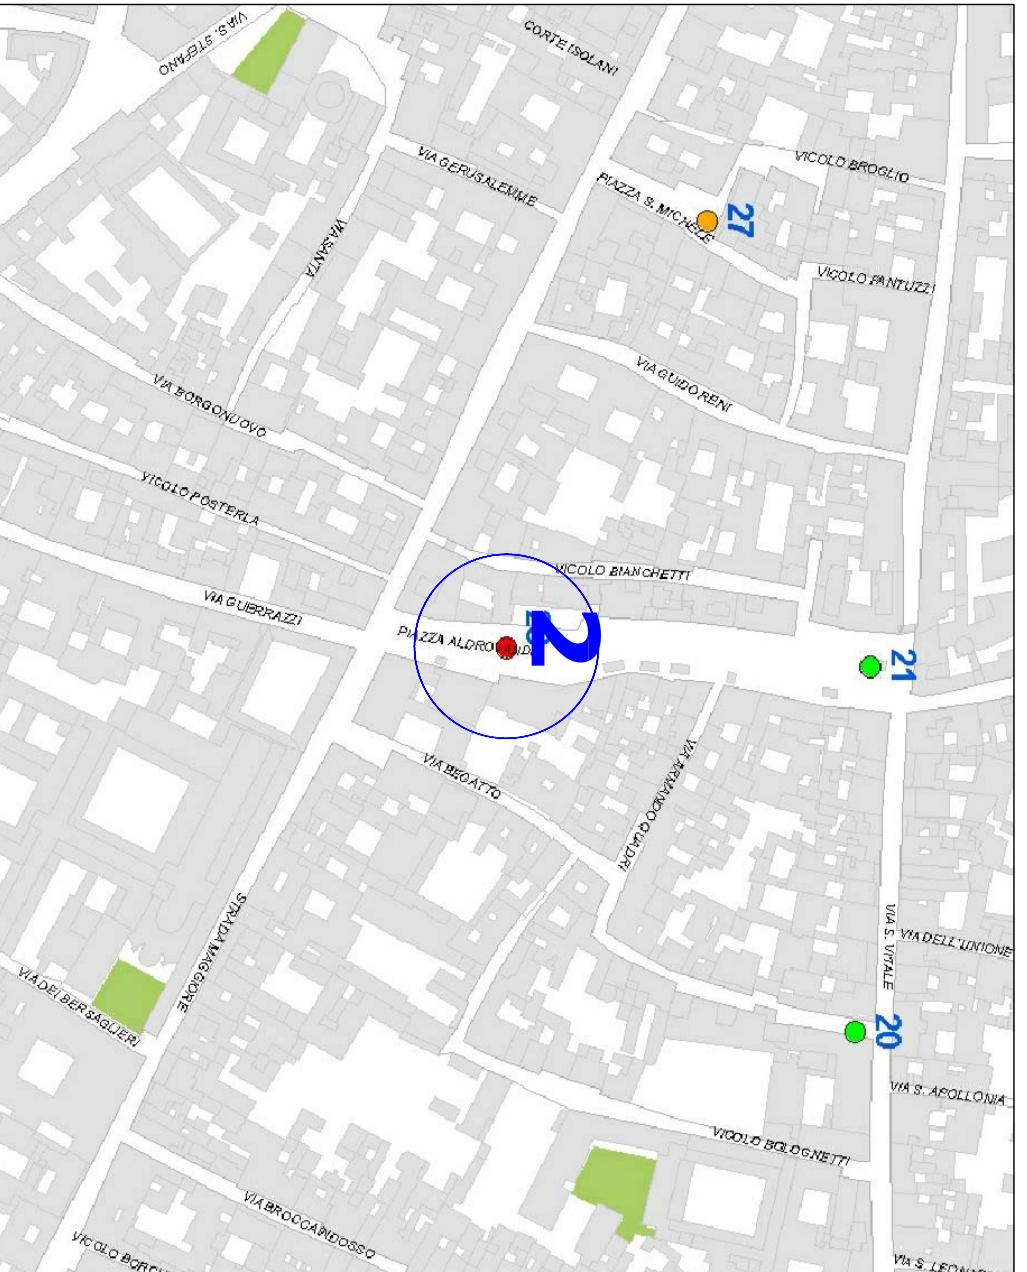 VIA S. STEFANO
CORTE ISOLANI
VIA GERUSALEMME
VICOLO BROGLIO
PIAZZA S. MICHELE
27
VIA SANTA
VICOLO FANTUZZI
VIA GUIDO RENI
VIA BORGONUOVO
VICOLO POSTERLA
VICOLO BIANCHETTI
VIA GUERRAZZI
PIAZZA ALDROVANDI
2
21
VIA BEGATTO
VIA ARMANDO QUADRI
STRADA MAGGIORE
VIA S. VITALE
VIA DELL'UNIONE
VIA DEI BERSAGLIERI
20
VIA S. APOLLONIA
VICOLO BOLOGNETTI
VIA BROCCAINDOSSO
VICOLO
VIA S.